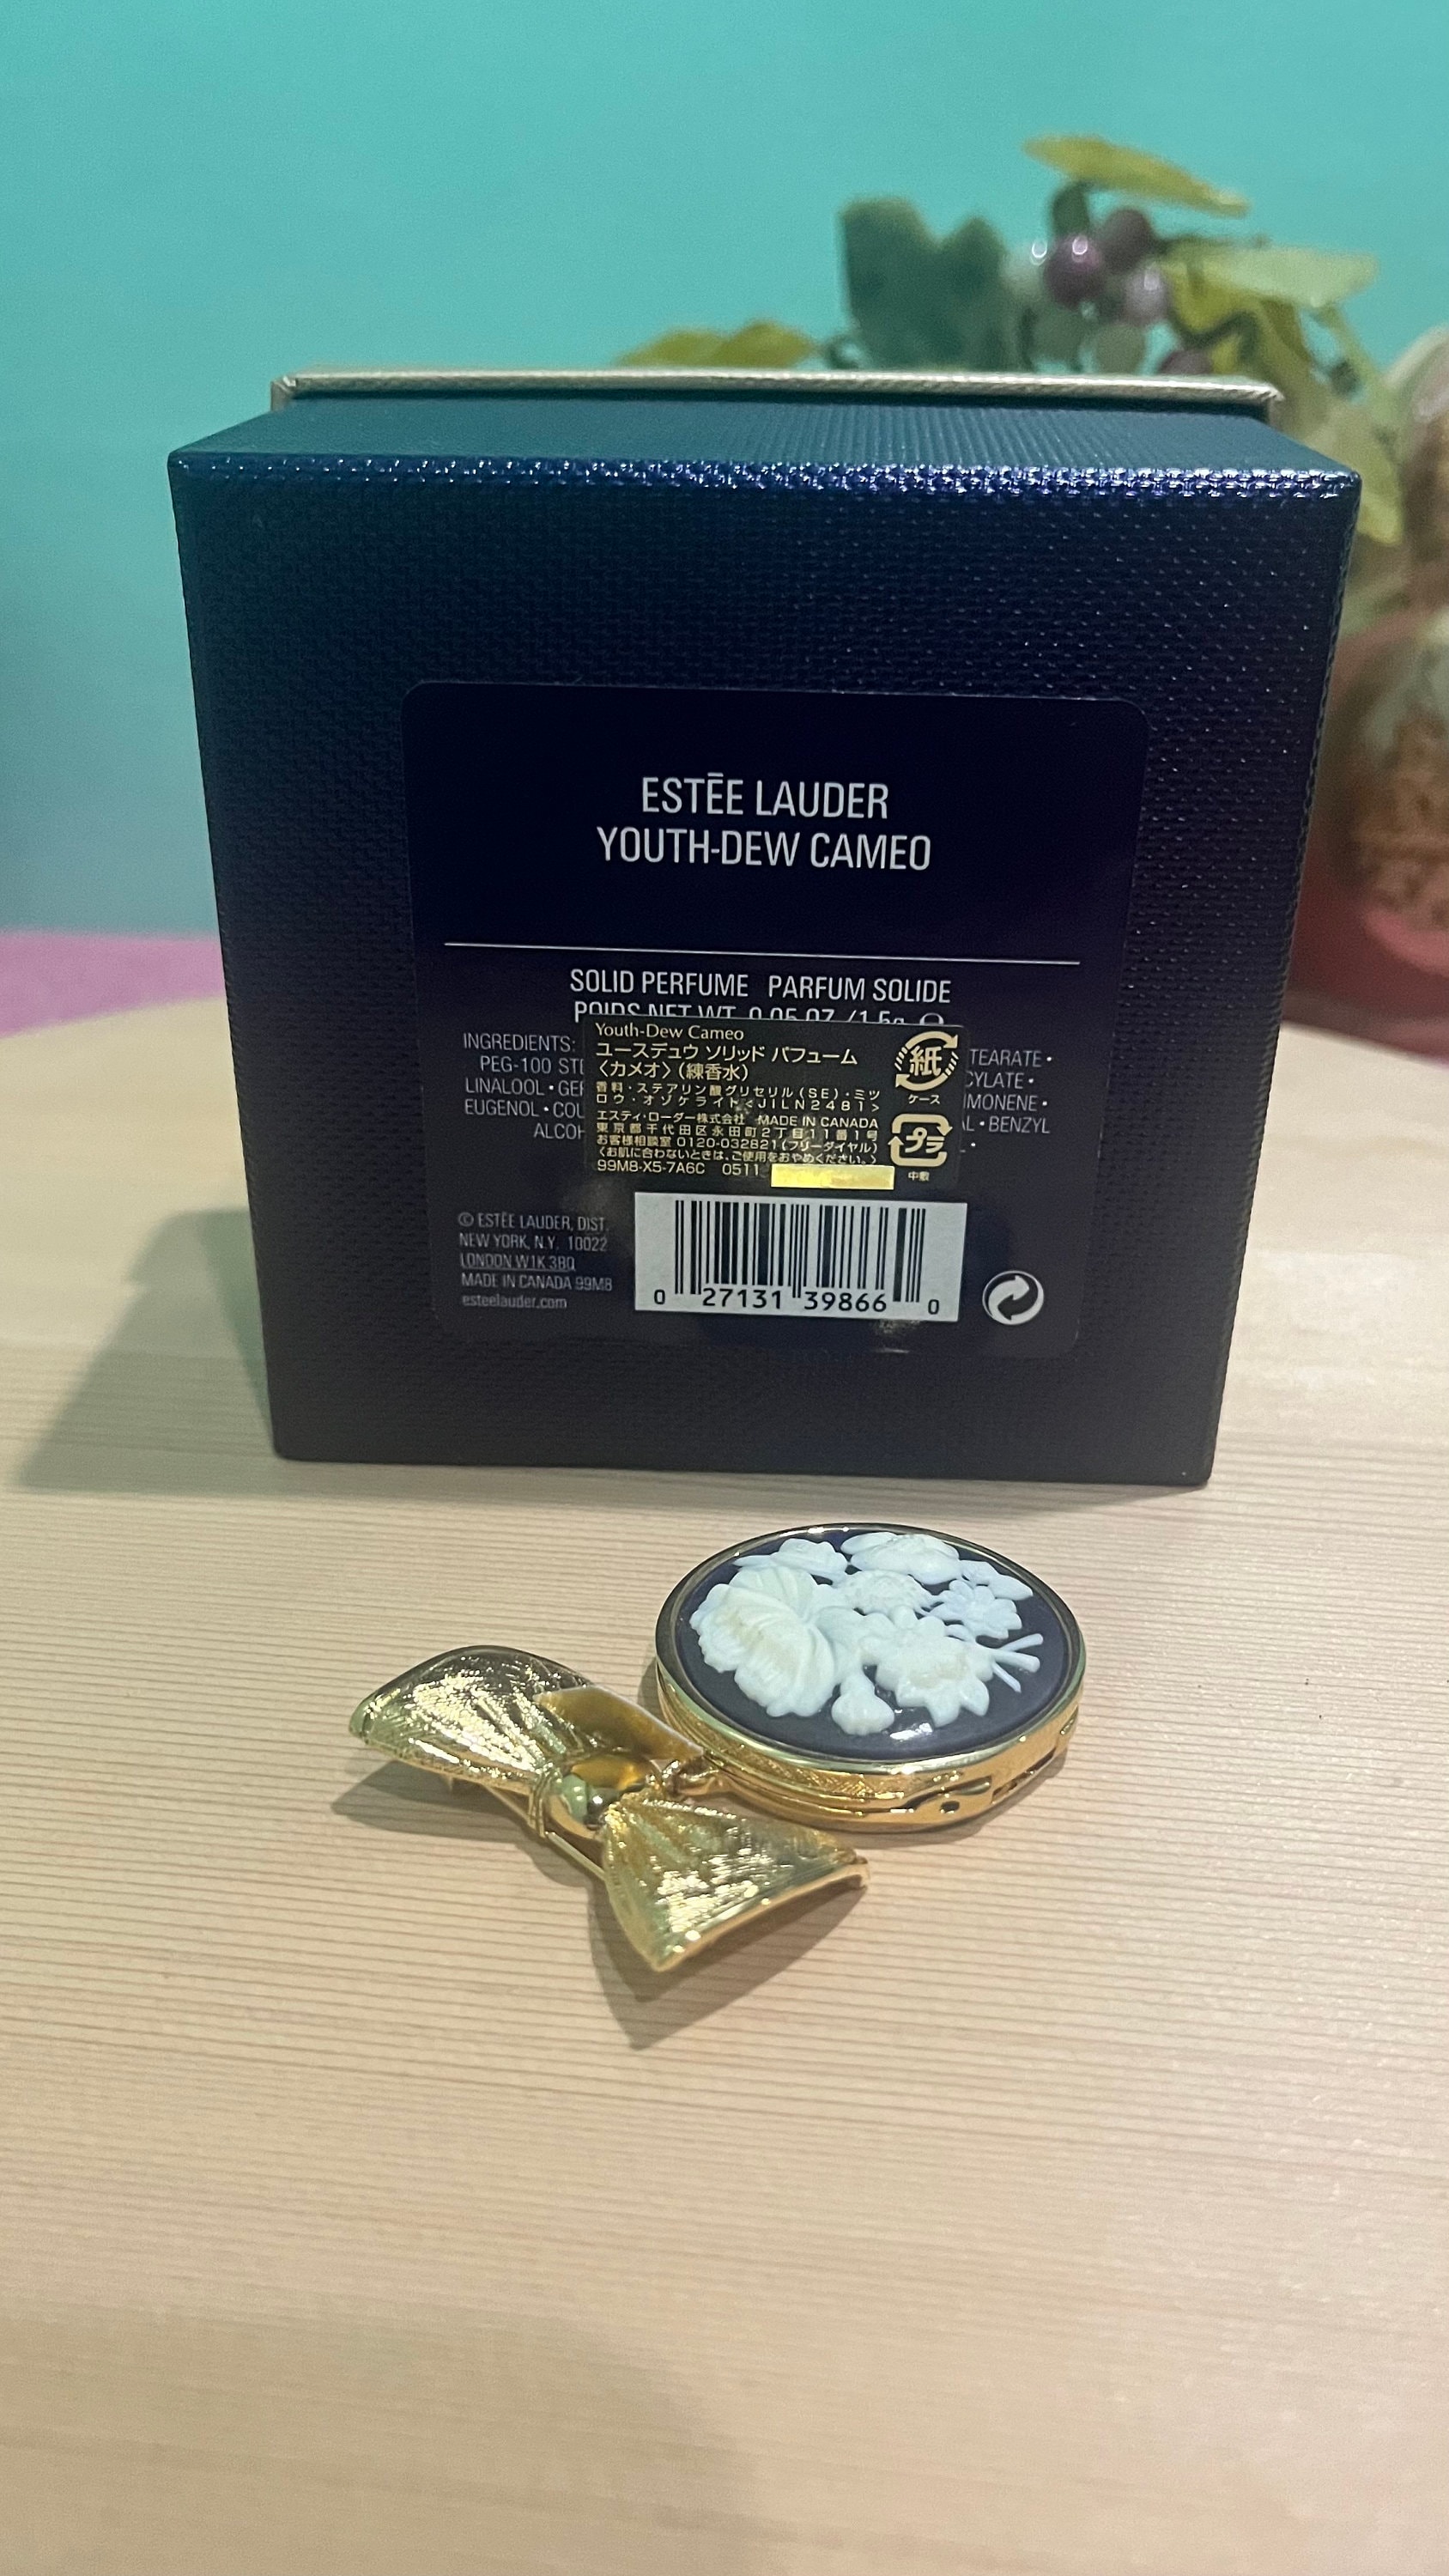 ESTĒE LAUDER
YOUTH-DEW CAMEO
SOLID PERFUME PARFUM SOLIDE
POIDS NET WT. 0.05 OZ /1.5g ℮
INGREDIENTS:
TEARATE •
PEG-100
CYLATE •
LINALOOL •
IMONENE •
EUGENOL •
• BENZYL
Youth-Dew Cameo
ユースデュウ ソリッド パフューム
〈カメオ〉(練香水)
香料・ステアリン酸グリセリル(SE)・ミツ
ロウ・オゾケライト<JILN2481>
エスティ・ローダー株式会社 MADE IN CANADA
東京都千代田区永田町2丁目11番1号
お客様相談室 0120-032821(フリーダイヤル)
〈お肌に合わないときは、ご使用をおやめください。〉
99M8-X5-7A6C 0511
紙
ケース
プラ
中敷
© ESTĒE LAUDER, DIST.
NEW YORK, N.Y. 10022
LONDON W1K 3BQ
MADE IN CANADA 99M8
esteelauder.com
0 27131 39866 0